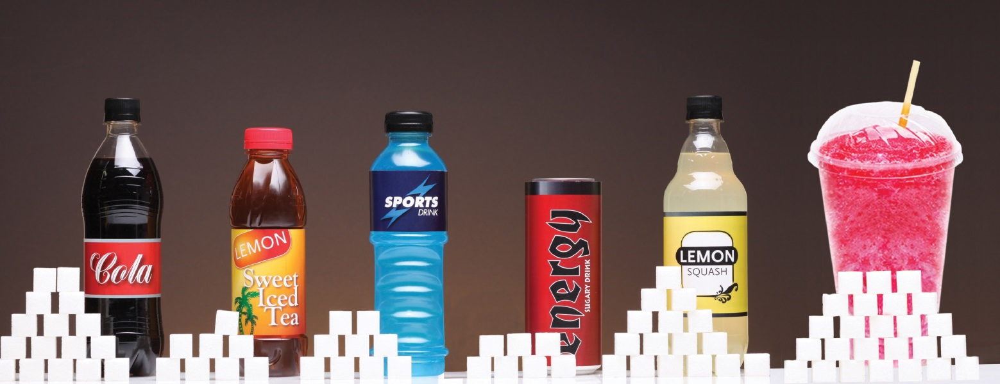 Cola
LEMON
Sweet
Iced
Tea
SPORTS
DRINK
energy
SUGARY DRINK
LEMON
SQUASH